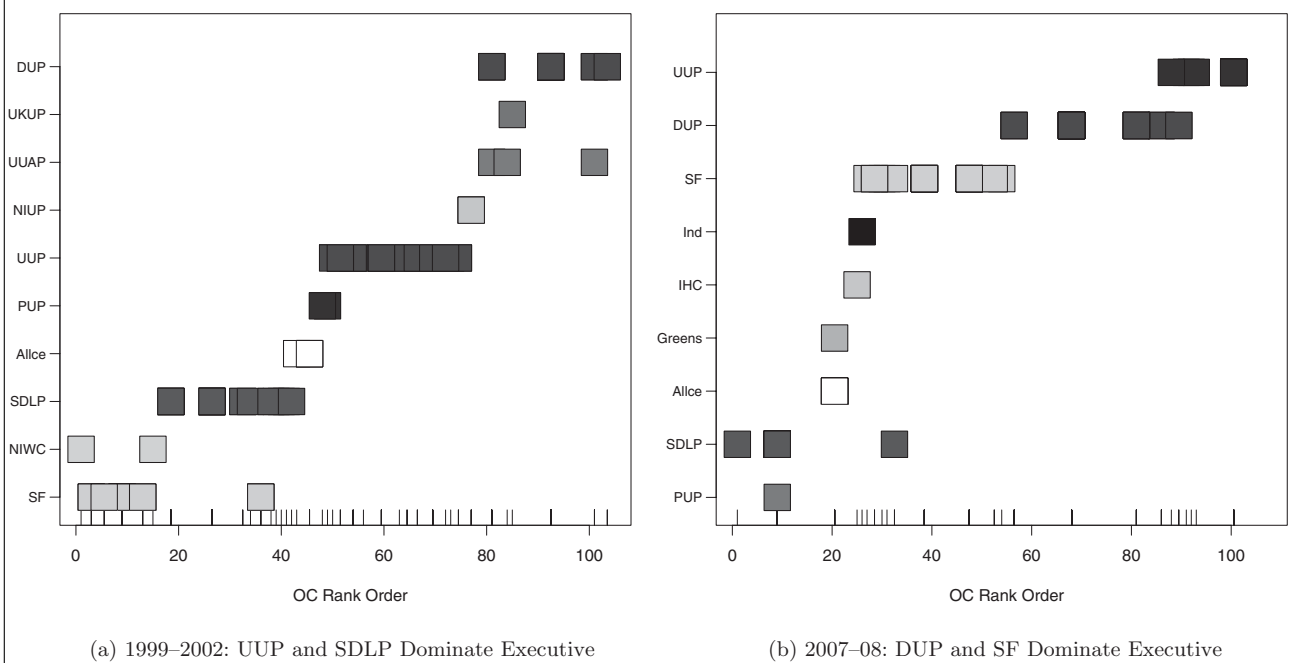 DUP
UKUP
UUAP
NIUP
UUP
PUP
Allce
SDLP
NIWC
SF
0 20 40 60 80 100
OC Rank Order
(a) 1999–2002: UUP and SDLP Dominate Executive
UUP
DUP
SF
Ind
IHC
Greens
Allce
SDLP
PUP
0 20 40 60 80 100
OC Rank Order
(b) 2007–08: DUP and SF Dominate Executive